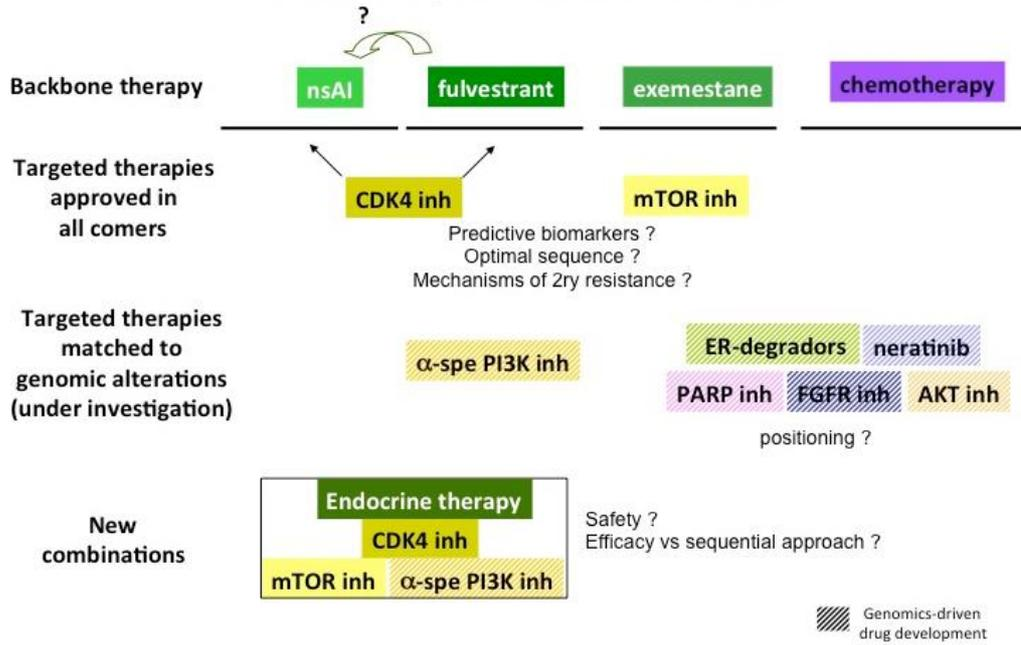 ?
Backbone therapy
nsAI
fulvestrant
exemestane
chemotherapy
Targeted therapies
approved in
all comers
CDK4 inh
mTOR inh
Predictive biomarkers ?
Optimal sequence ?
Mechanisms of 2ry resistance ?
Targeted therapies
matched to
genomic alterations
(under investigation)
α-spe PI3K inh
ER-degradors
neratinib
PARP inh
FGFR inh
AKT inh
positioning ?
New
combinations
Endocrine therapy
CDK4 inh
mTOR inh
α-spe PI3K inh
Safety ?
Efficacy vs sequential approach ?
Genomics-driven
drug development